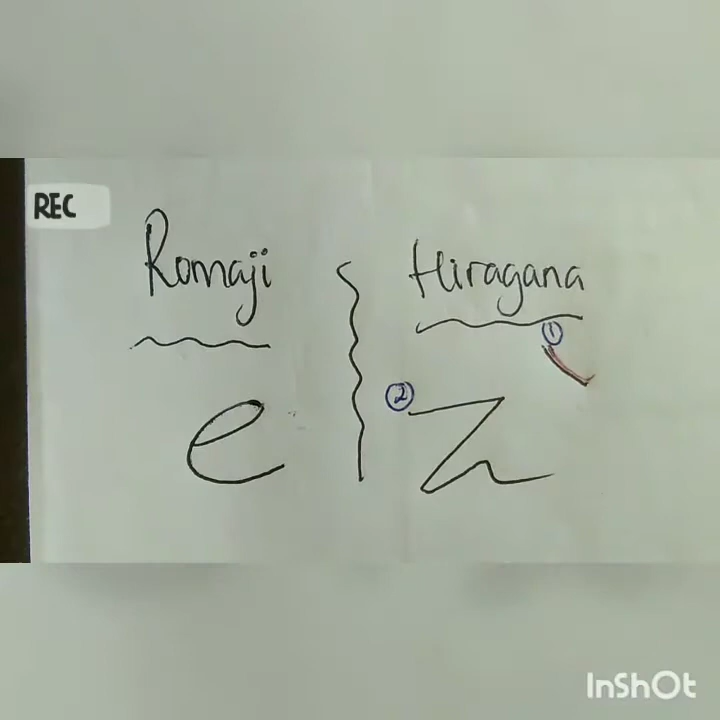 REC
Romaji Hiragana
①
e ② え
InShOt